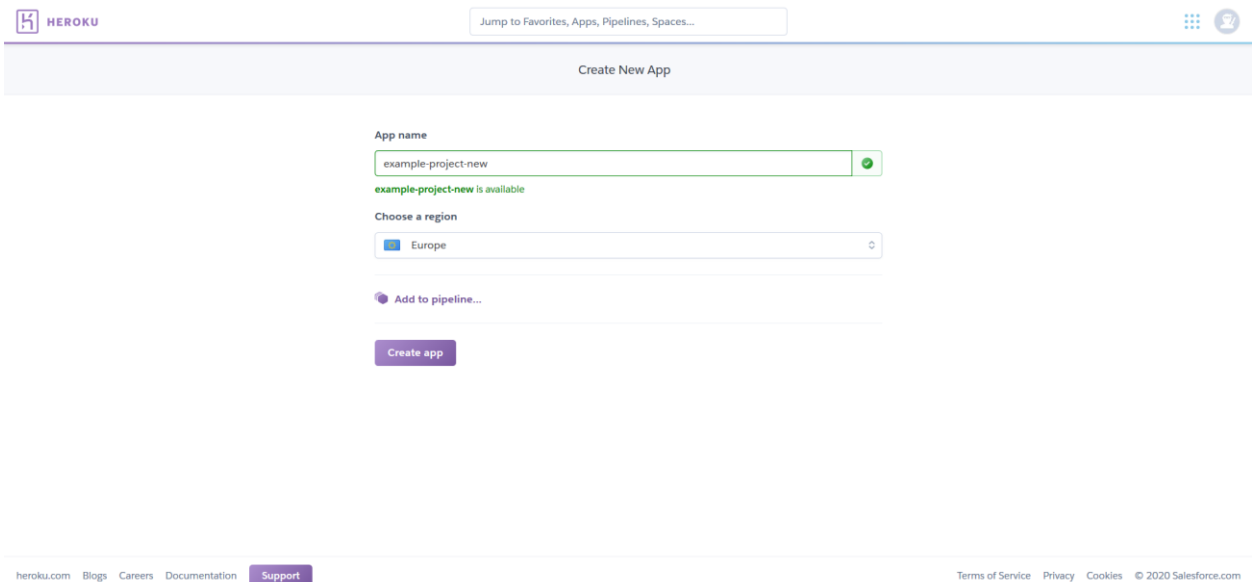 HEROKU
Jump to Favorites, Apps, Pipelines, Spaces...
Create New App
App name
example-project-new
example-project-new is available
Choose a region
Europe
Add to pipeline...
Create app
heroku.com Blogs Careers Documentation Support Terms of Service Privacy Cookies © 2020 Salesforce.com